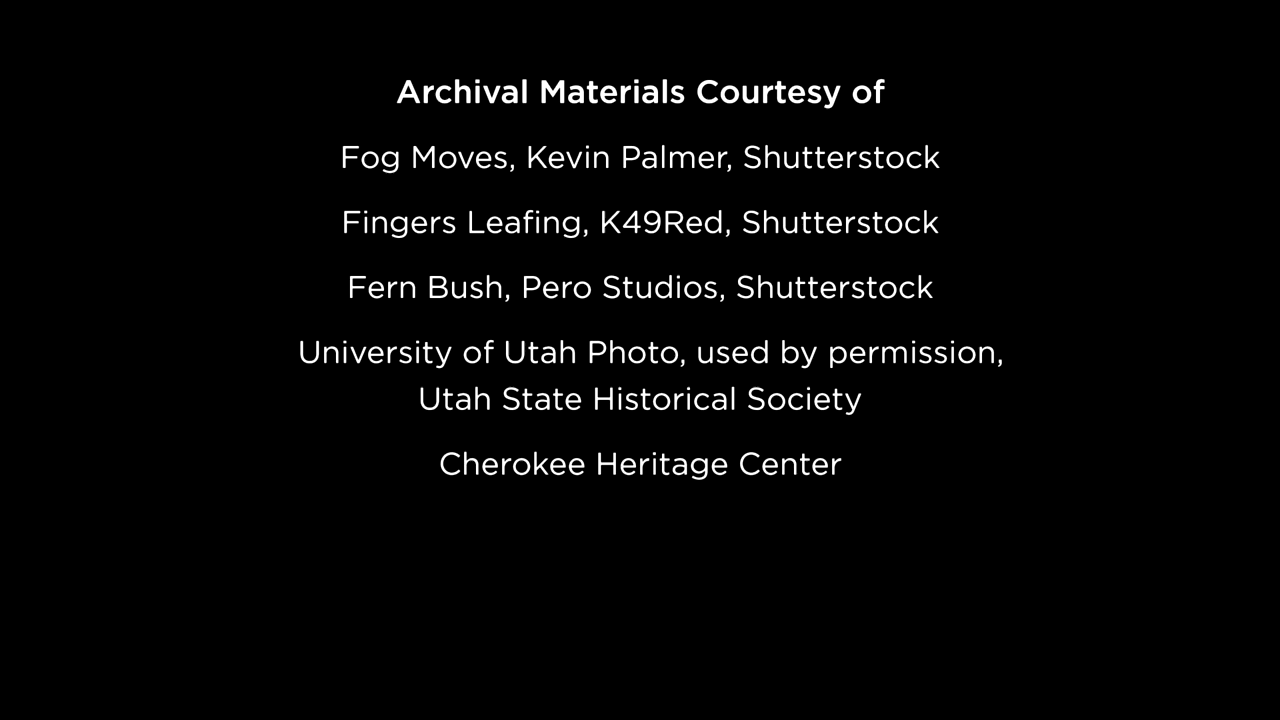 Archival Materials Courtesy of
Fog Moves, Kevin Palmer, Shutterstock
Fingers Leafing, K49Red, Shutterstock
Fern Bush, Pero Studios, Shutterstock
University of Utah Photo, used by permission,
Utah State Historical Society
Cherokee Heritage Center